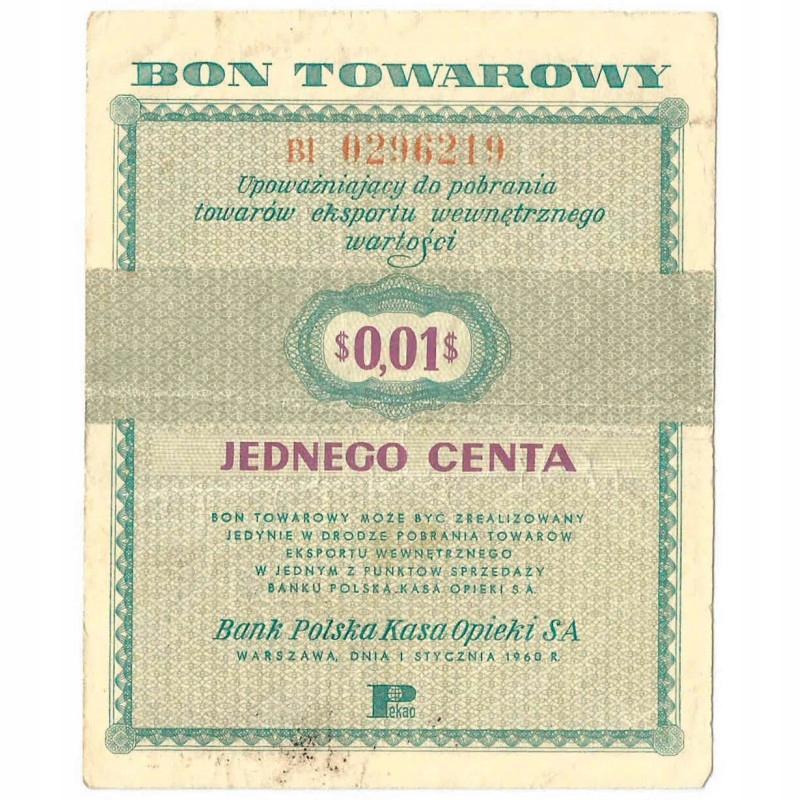 BON TOWAROWY
BI 0296219
Upoważniający do pobrania
towarów eksportu wewnętrznego
wartości
$0,01$
JEDNEGO CENTA
BON TOWAROWY MOŻE BYĆ ZREALIZOWANY
JEDYNIE W DRODZE POBRANIA TOWARÓW
EKSPORTU WEWNĘTRZNEGO
W JEDNYM Z PUNKTÓW SPRZEDAŻY
BANKU POLSKA KASA OPIEKI S.A.
Bank Polska Kasa Opieki SA
WARSZAWA, DNIA 1 STYCZNIA 1960 R.
Pekao